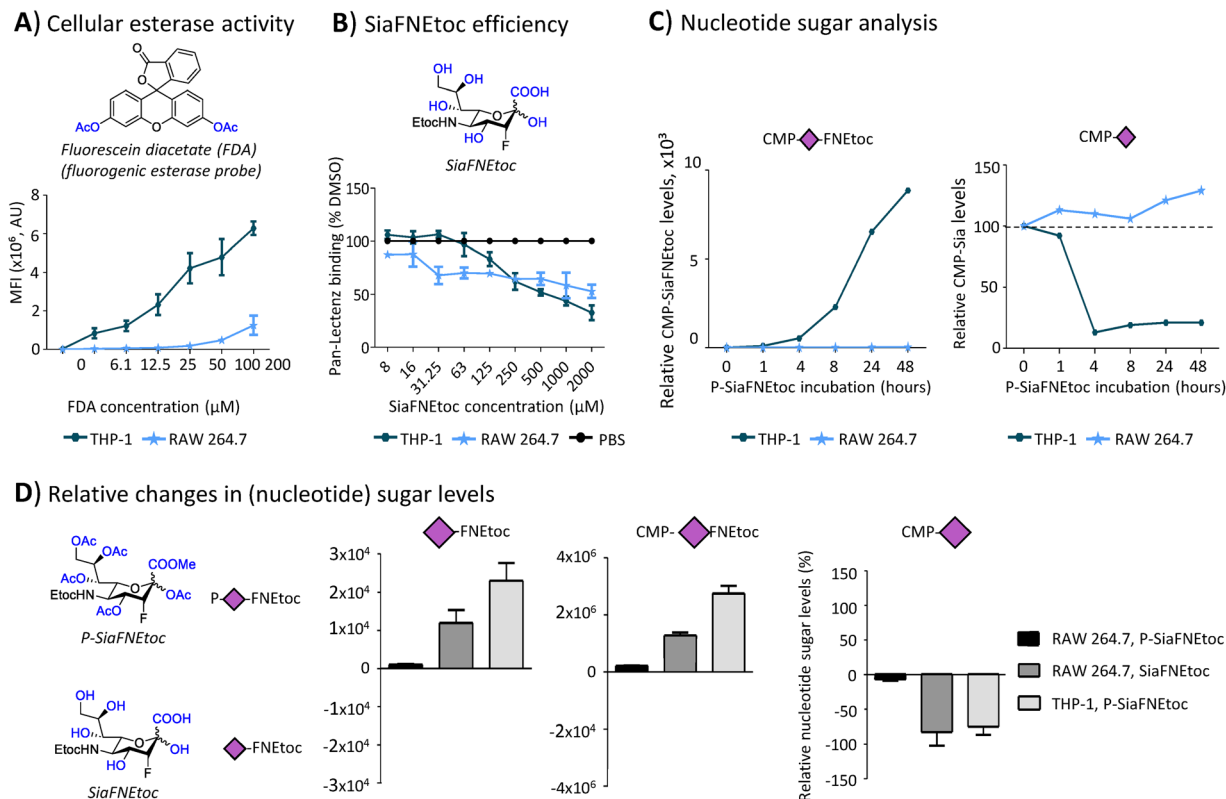 A) Cellular esterase activity
O
O
O
AcO
OAc
Fluorescein diacetate (FDA)
(fluorogenic esterase probe)
MFI (x10⁶, AU)
8
6
4
2
0
0 6.1 12.5 25 50 100 200
FDA concentration (µM)
THP-1 RAW 264.7
B) SiaFNEtoc efficiency
OH
OH
COOH
HO
O
EtocHN
OH
HO
F
SiaFNEtoc
Pan-Lectenz binding (% DMSO)
150
100
50
0
8 16 31.25 63 125 250 500 1000 2000
SiaFNEtoc concentration (µM)
THP-1 RAW 264.7 PBS
C) Nucleotide sugar analysis
CMP- -FNEtoc
Relative CMP-SiaFNEtoc levels, x10³
10
5
0
0 1 4 8 24 48
P-SiaFNEtoc incubation (hours)
THP-1 RAW 264.7
CMP-
Relative CMP-Sia levels
150
100
50
0
0 1 4 8 24 48
P-SiaFNEtoc incubation (hours)
THP-1 RAW 264.7
D) Relative changes in (nucleotide) sugar levels
OAc
AcO
OAc
COOMe
AcO
O
EtocHN
OAc
AcO
F
P-SiaFNEtoc
P- -FNEtoc
OH
HO
OH
COOH
HO
O
EtocHN
OH
HO
F
SiaFNEtoc
-FNEtoc
-FNEtoc
3x10⁴
2x10⁴
1x10⁴
0
-1x10⁴
-2x10⁴
-3x10⁴
CMP- FNEtoc
4x10⁶
2x10⁶
0
-2x10⁴
-4x10⁶
CMP-
Relative nucleotide sugar levels (%)
150
100
50
0
-50
-100
-150
RAW 264.7, P-SiaFNEtoc
RAW 264.7, SiaFNEtoc
THP-1, P-SiaFNEtoc